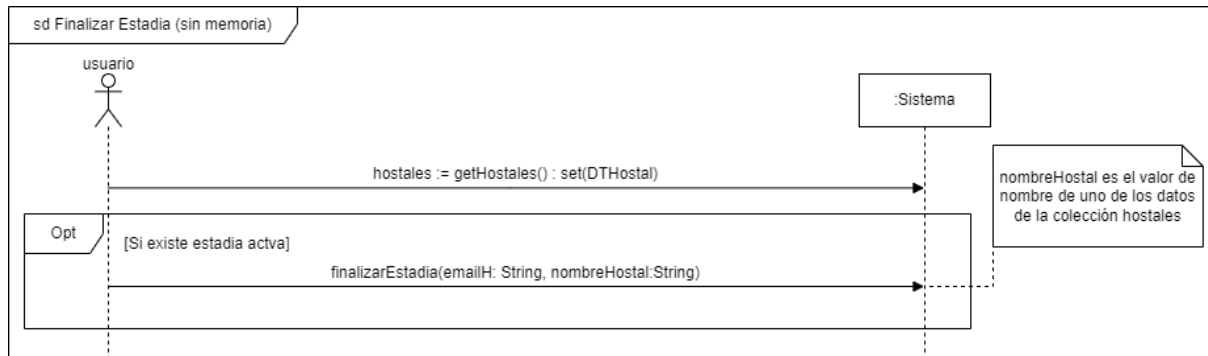 sd Finalizar Estadia (sin memoria)
usuario
:Sistema
hostales := getHostales() : set(DTHostal)
nombreHostal es el valor de
nombre de uno de los datos
de la colección hostales
Opt
[Si existe estadia actva]
finalizarEstadia(emailH: String, nombreHostal:String)